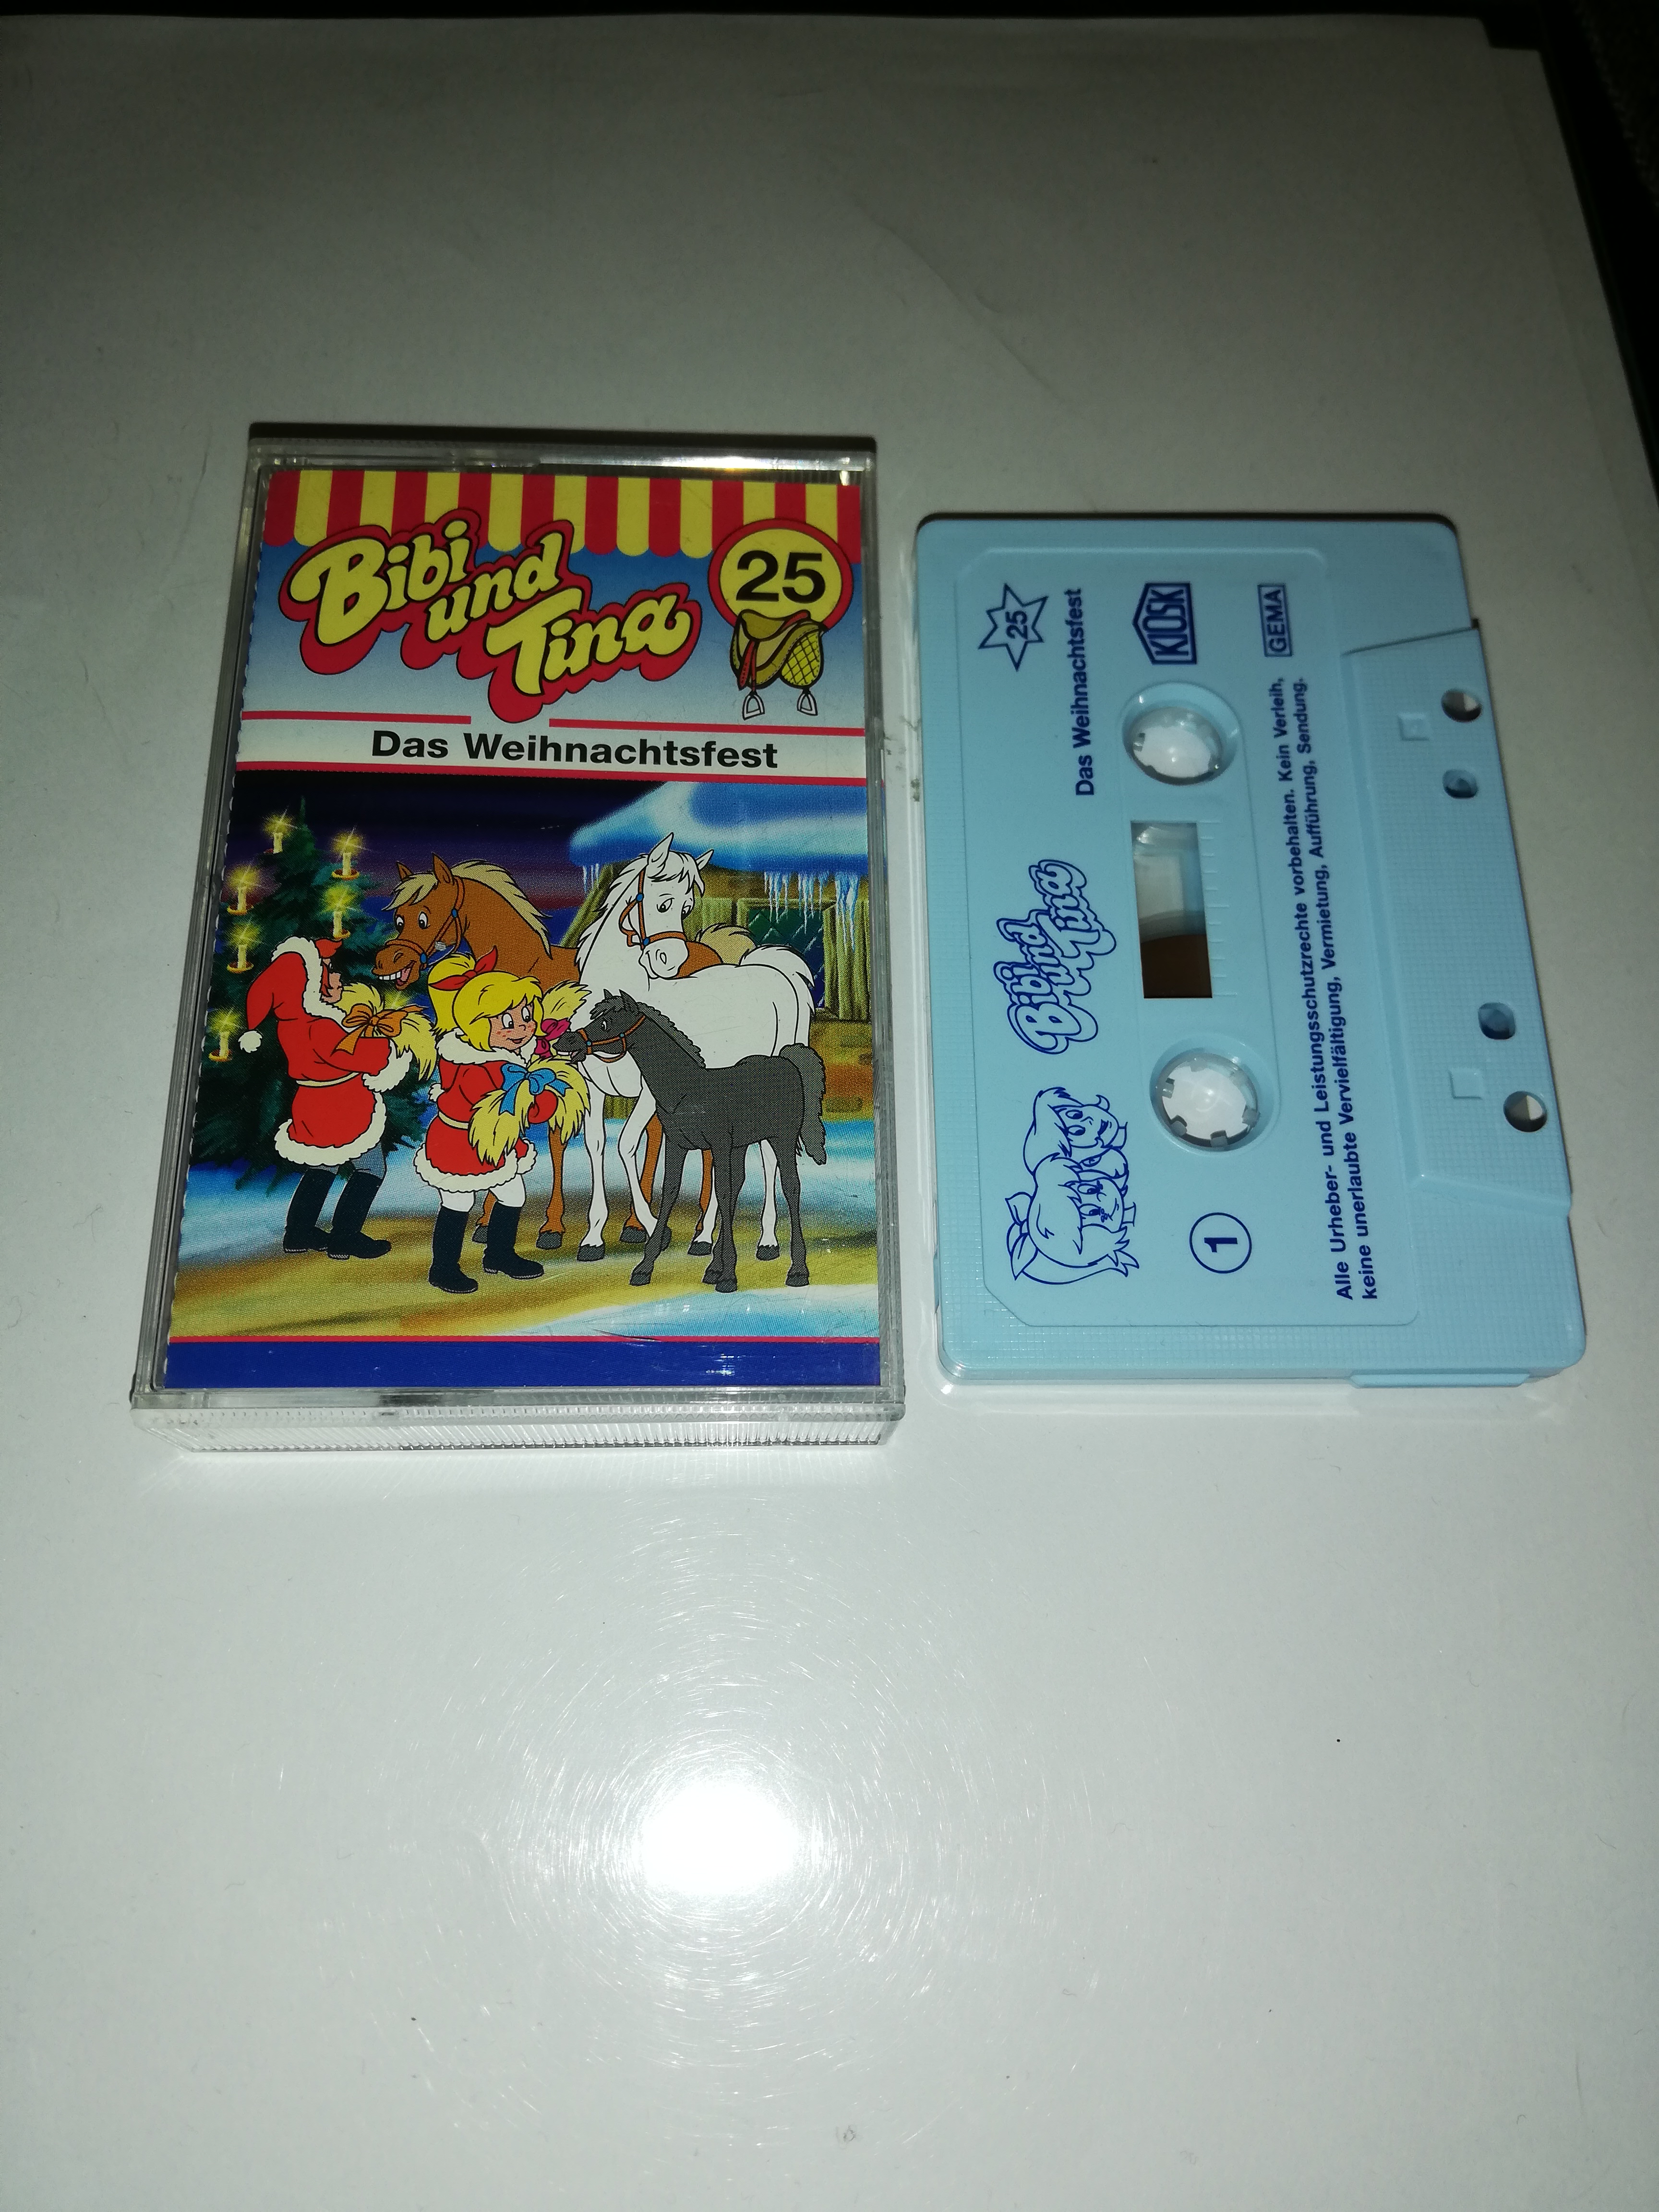 Bibi
und
Tina
25
Das Weihnachtsfest
25
Das Weihnachtsfest
KIOSK
GEMA
Bibi und
Tina
1
Alle Urheber- und Leistungsschutzrechte vorbehalten. Kein Verleih,
keine unerlaubte Vervielfältigung, Vermietung, Aufführung, Sendung.